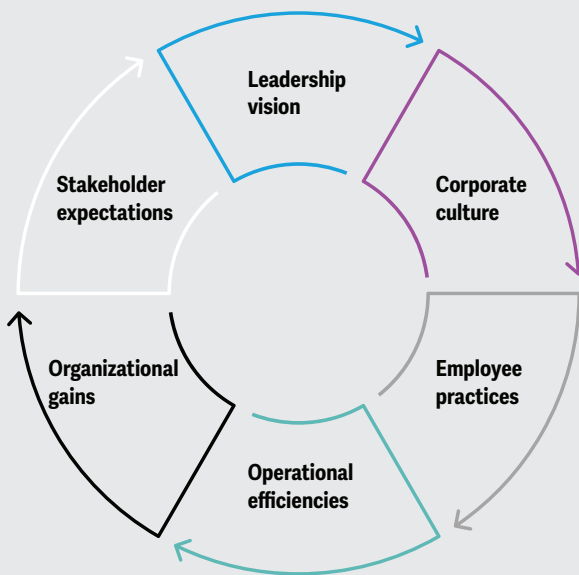 Leadership
vision
Corporate
culture
Employee
practices
Operational
efficiencies
Organizational
gains
Stakeholder
expectations